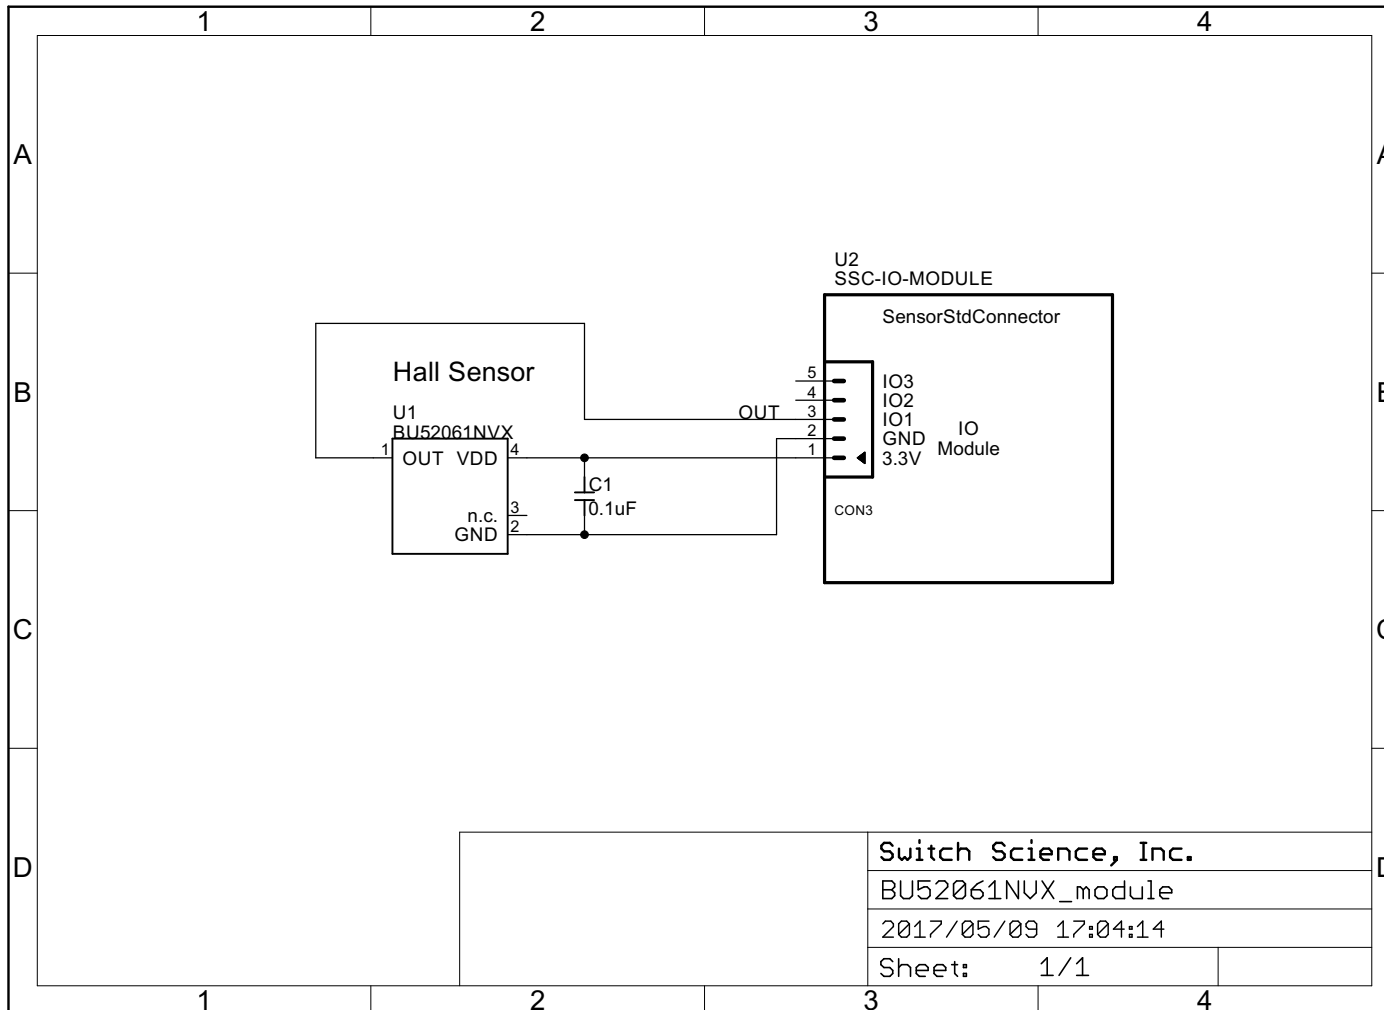 1 2 3 4
A A
U2
SSC-IO-MODULE
SensorStdConnector
Hall Sensor
B B
5 IO3
4 IO2
OUT 3 IO1
2 GND
1 3.3V
IO
Module
U1
BU52061NVX
1 OUT VDD 4
C1
0.1uF
n.c. 3
GND 2
CON3
C C
D D
Switch Science, Inc.
BU52061NVX_module
2017/05/09 17:04:14
Sheet: 1/1
1 2 3 4